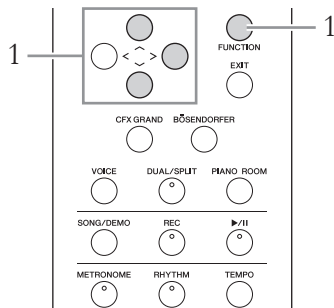 1
1
FUNCTION
EXIT
CFX GRAND BÖSENDORFER
VOICE DUAL/SPLIT PIANO ROOM
SONG/DEMO REC ►/II
METRONOME RHYTHM TEMPO